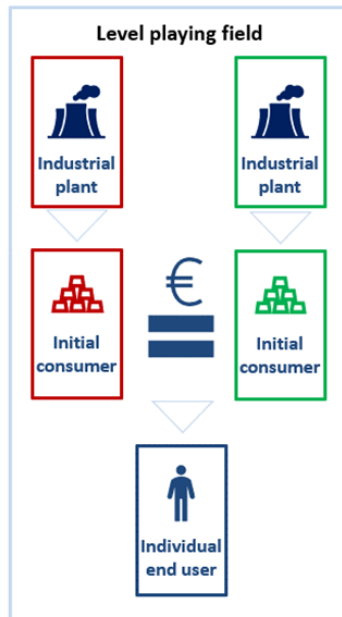 Level playing field
Industrial
plant
Industrial
plant
€
Initial
consumer
Initial
consumer
Individual
end user